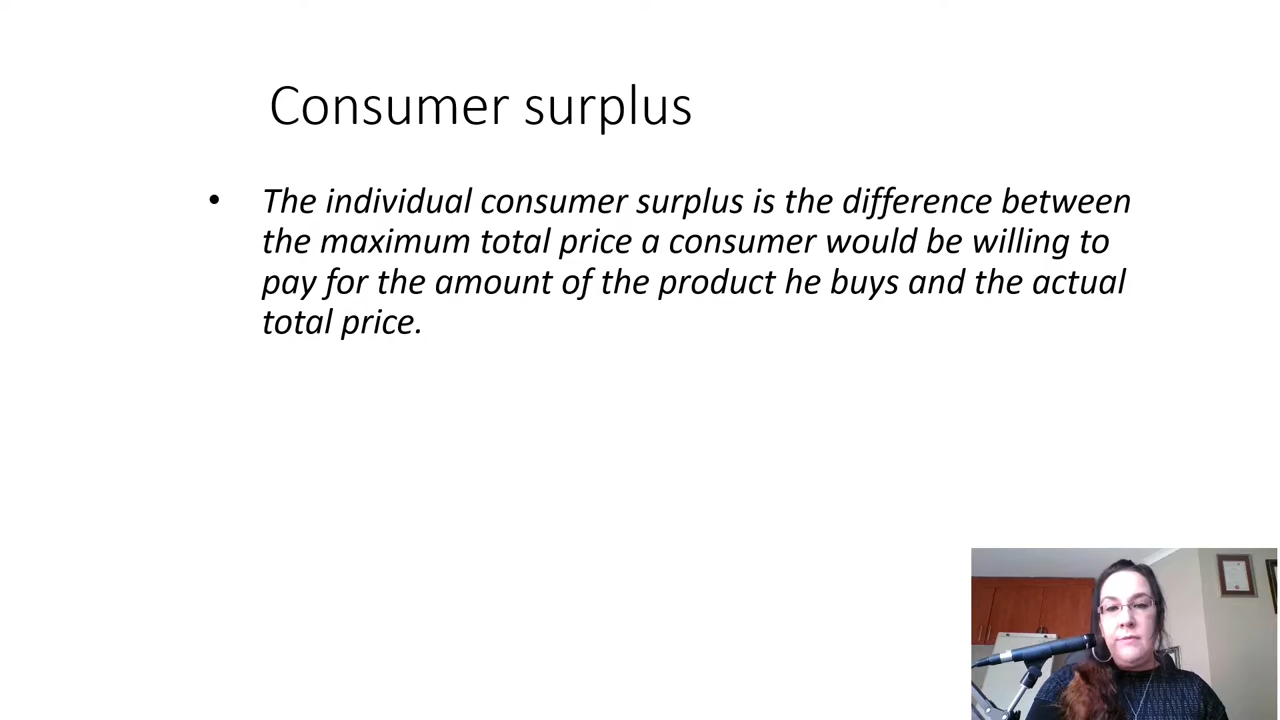 Consumer surplus
• The individual consumer surplus is the difference between
the maximum total price a consumer would be willing to
pay for the amount of the product he buys and the actual
total price.